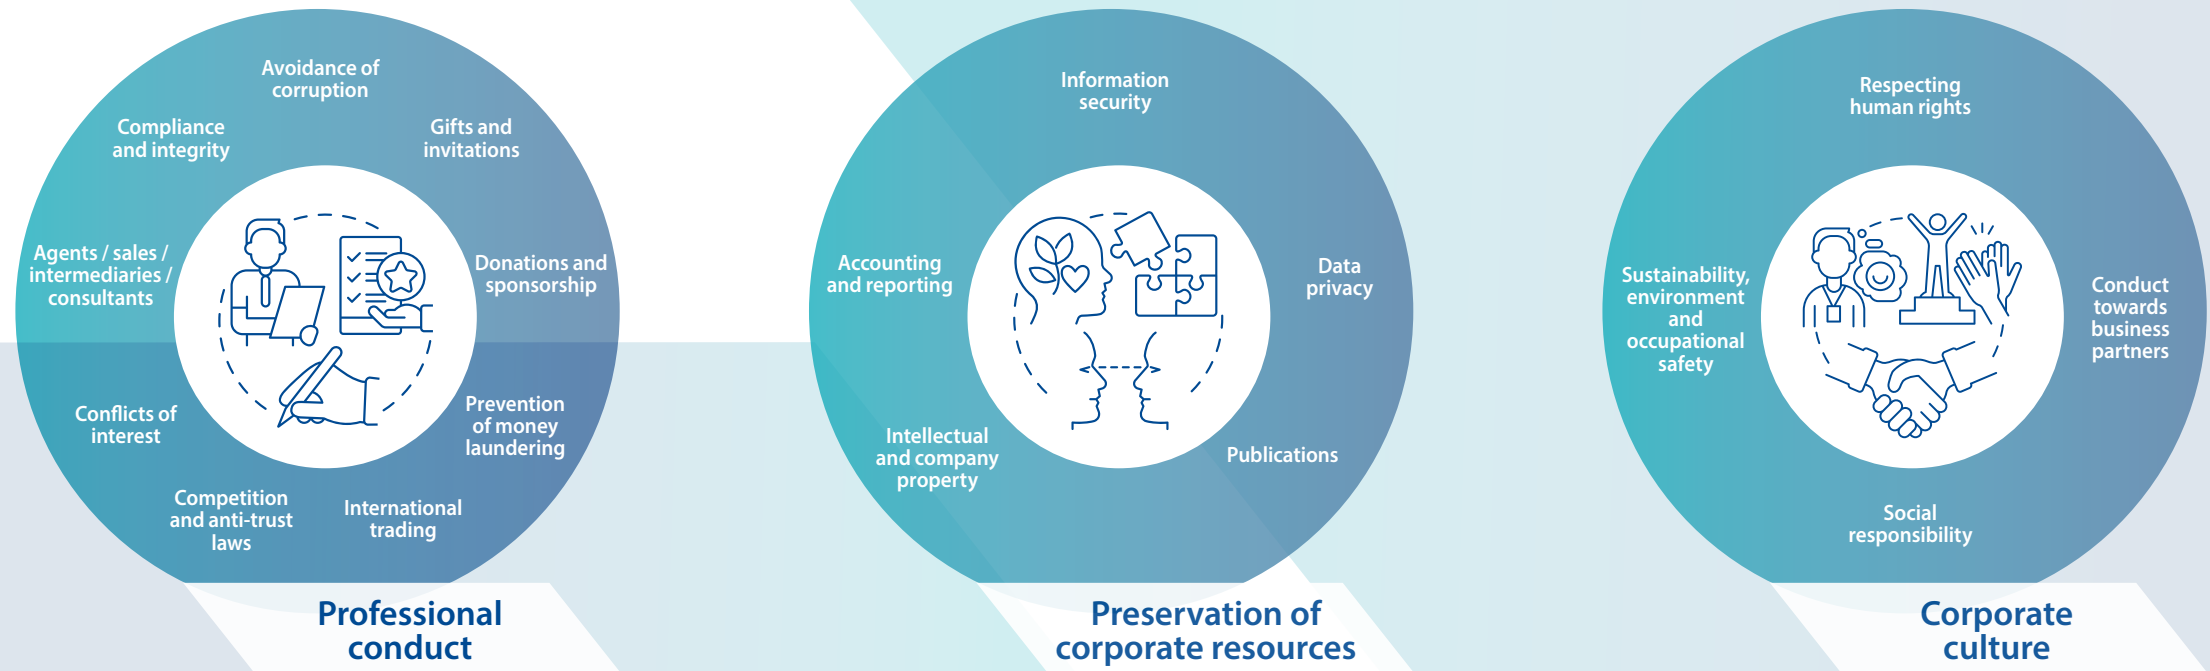 Avoidance of
corruption
Gifts and
invitations
Donations and
sponsorship
Prevention
of money
laundering
International
trading
Competition
and anti-trust
laws
Conflicts of
interest
Agents / sales /
intermediaries /
consultants
Compliance
and integrity
Professional
conduct
Information
security
Data
privacy
Publications
Intellectual
and company
property
Accounting
and reporting
Preservation of
corporate resources
Respecting
human rights
Conduct
towards
business
partners
Social
responsibility
Sustainability,
environment
and
occupational
safety
Corporate
culture